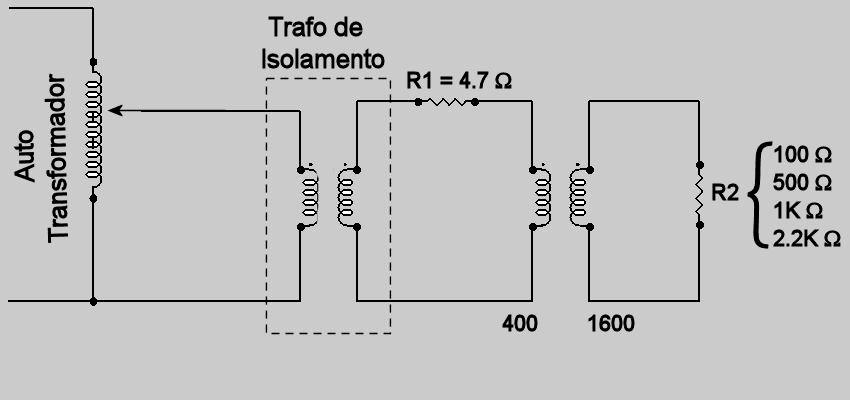 Trafo de
Isolamento
Auto
Transformador
R1 = 4.7 Ω
R2
100 Ω
500 Ω
1K Ω
2.2K Ω
400
1600